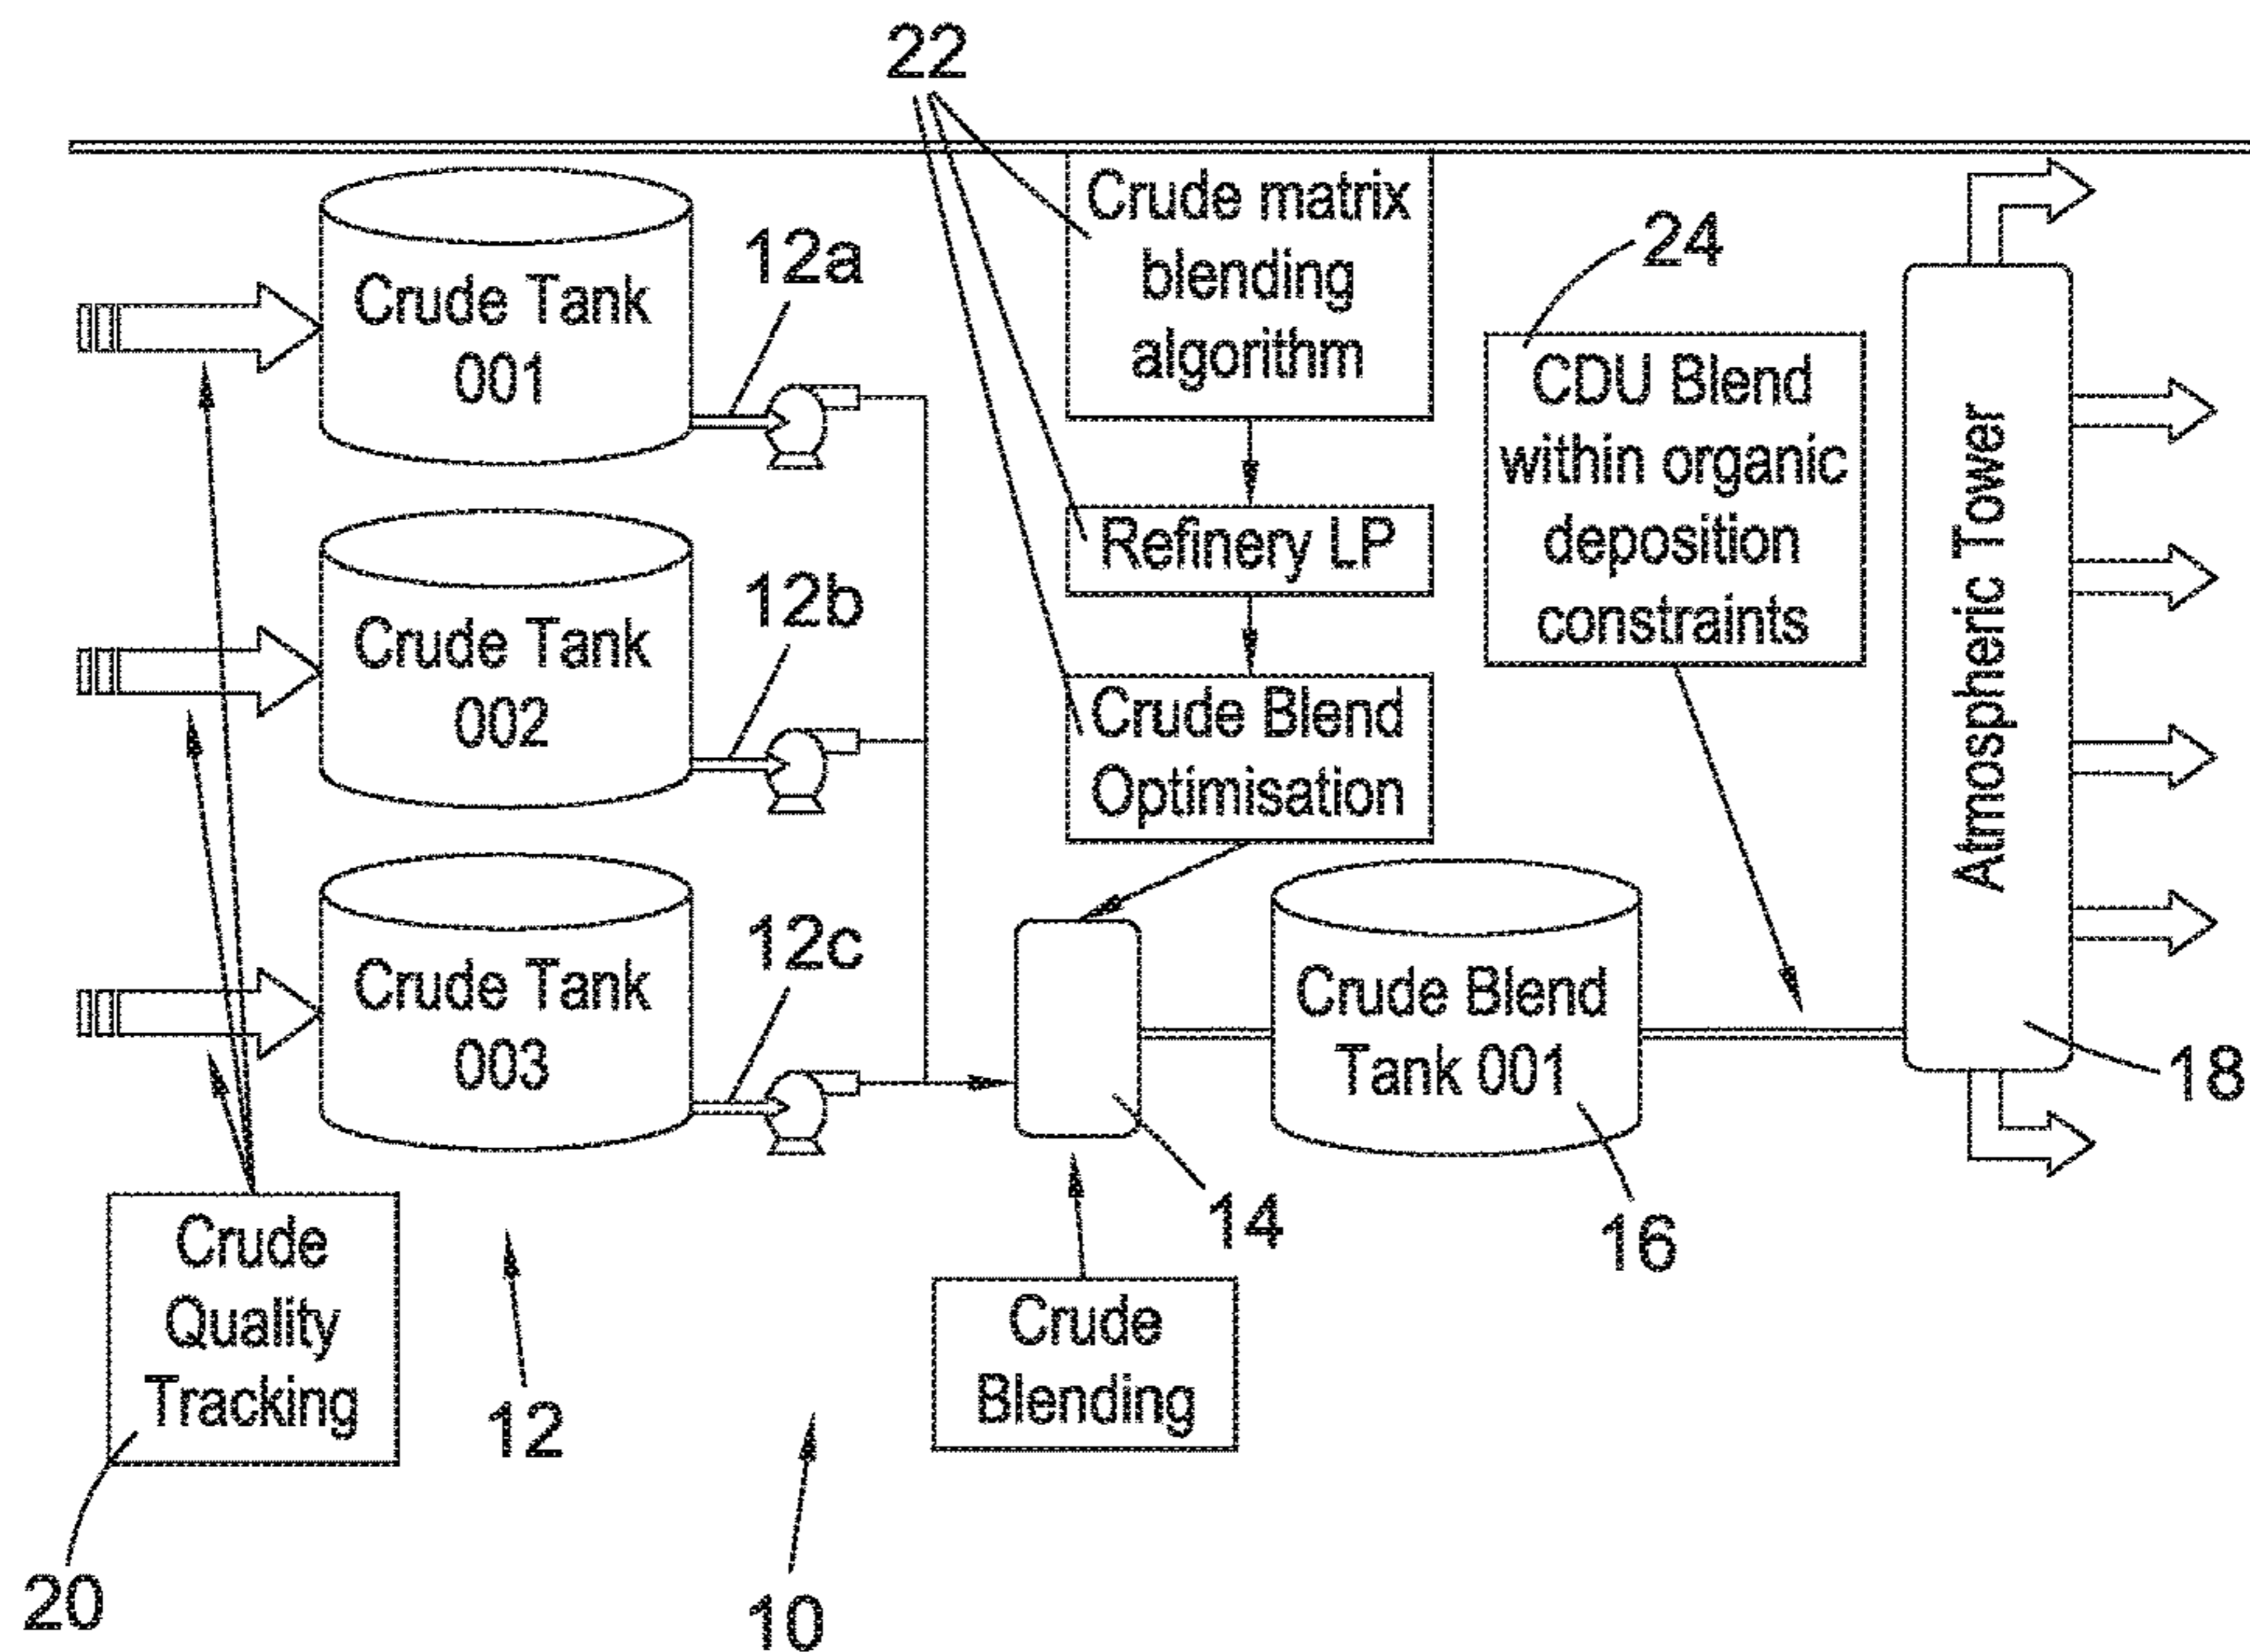 22
Crude Tank
001
12a
Crude Tank
002
12b
Crude Tank
003
12c
Crude
Quality
Tracking
20
12
10
Crude matrix
blending
algorithm
Refinery LP
Crude Blend
Optimisation
14
Crude
Blending
Crude Blend
Tank 001
16
24
CDU Blend
within organic
deposition
constraints
Atmospheric Tower
18